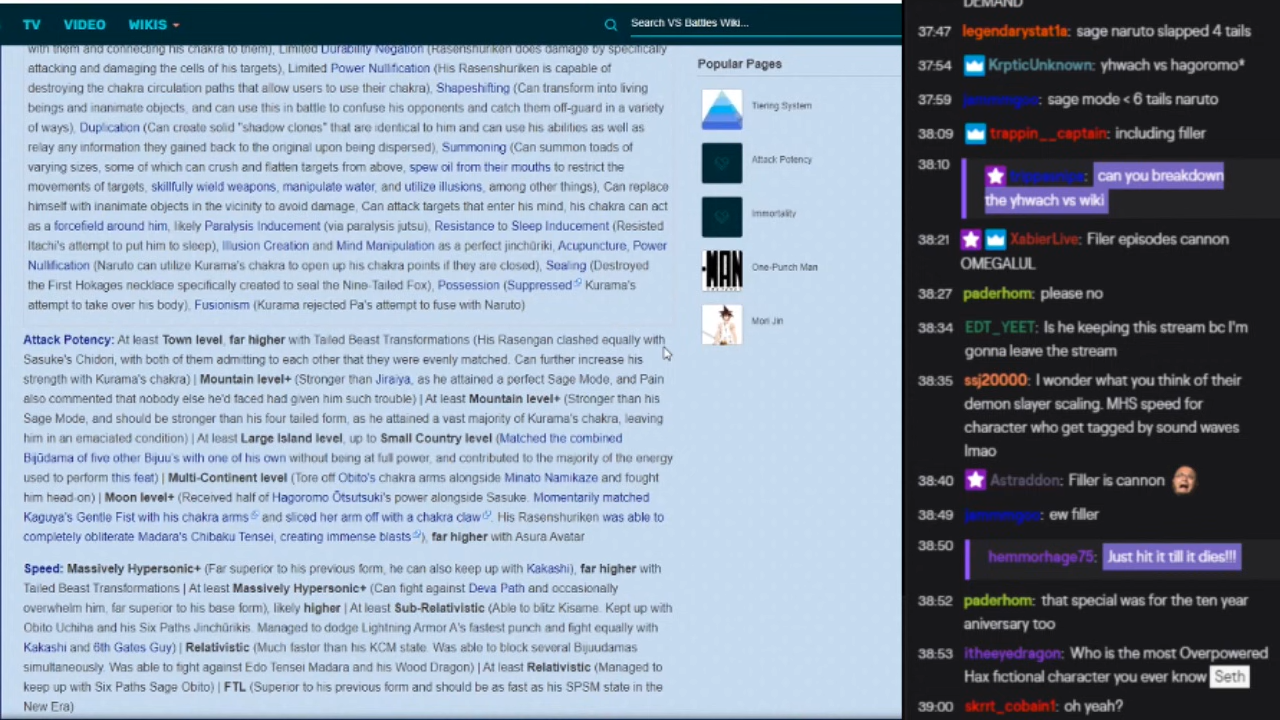 TV VIDEO WIKIS
Search VS Battles Wiki...
with them and connecting his chakra to them), Limited Durability Negation (Rasenshuriken does damage by specifically
attacking and damaging the cells of his targets), Limited Power Nullification (His Rasenshuriken is capable of
destroying the chakra circulation paths that allow users to use their chakra), Shapeshifting (Can transform into living
beings and inanimate objects, and can use this in battle to confuse his opponents and catch them off-guard in a variety
of ways), Duplication (Can create solid "shadow clones" that are identical to him and can use his abilities as well as
relay any information they gained back to the original upon being dispersed), Summoning (Can summon toads of
varying sizes, some of which can crush and flatten targets from above, spew oil from their mouths to restrict the
movements of targets, skillfully wield weapons, manipulate water, and utilize illusions, among other things), Can replace
himself with inanimate objects in the vicinity to avoid damage, Can attack targets that enter his mind, his chakra can act
as a forcefield around him, likely Paralysis Inducement (via paralysis jutsu), Resistance to Sleep Inducement (Resisted
Itachi's attempt to put him to sleep), Illusion Creation and Mind Manipulation as a perfect jinchūriki, Acupuncture, Power
Nullification (Naruto can utilize Kurama's chakra to open up his chakra points if they are closed), Sealing (Destroyed
the First Hokages necklace specifically created to seal the Nine-Tailed Fox), Possession (Suppressed Kurama's
attempt to take over his body), Fusionism (Kurama rejected Pa's attempt to fuse with Naruto)
Attack Potency: At least Town level, far higher with Tailed Beast Transformations (His Rasengan clashed equally with
Sasuke's Chidori, with both of them admitting to each other that they were evenly matched. Can further increase his
strength with Kurama's chakra) | Mountain level+ (Stronger than Jiraiya, as he attained a perfect Sage Mode, and Pain
also commented that nobody else he'd faced had given him such trouble) | At least Mountain level+ (Stronger than his
Sage Mode, and should be stronger than his four tailed form, as he attained a vast majority of Kurama's chakra, leaving
him in an emaciated condition) | At least Large Island level, up to Small Country level (Matched the combined
Bijūdama of five other Bijuu's with one of his own without being at full power, and contributed to the majority of the energy
used to perform this feat) | Multi-Continent level (Tore off Obito's chakra arms alongside Minato Namikaze and fought
him head-on) | Moon level+ (Received half of Hagoromo Ōtsutsuki's power alongside Sasuke. Momentarily matched
Kaguya's Gentle Fist with his chakra arms and sliced her arm off with a chakra claw. His Rasenshuriken was able to
completely obliterate Madara's Chibaku Tensei, creating immense blasts), far higher with Asura Avatar
Speed: Massively Hypersonic+ (Far superior to his previous form, he can also keep up with Kakashi), far higher with
Tailed Beast Transformations | At least Massively Hypersonic+ (Can fight against Deva Path and occasionally
overwhelm him, far superior to his base form), likely higher | At least Sub-Relativistic (Able to blitz Kisame. Kept up with
Obito Uchiha and his Six Paths Jinchūrikis. Managed to dodge Lightning Armor A's fastest punch and fight equally with
Kakashi and 6th Gates Guy) | Relativistic (Much faster than his KCM state. Was able to block several Bijuudamas
simultaneously. Was able to fight against Edo Tensei Madara and his Wood Dragon) | At least Relativistic (Managed to
keep up with Six Paths Sage Obito) | FTL (Superior to his previous form and should be as fast as his SPSM state in the
New Era)
Popular Pages
Tiering System
Attack Potency
Immortality
MAN
One-Punch Man
Mori Jin
DEMAND
37:47 legendarystat1a: sage naruto slapped 4 tails
37:54 KrpticUnknown: yhwach vs hagoromo*
37:59 jammmgoo: sage mode < 6 tails naruto
38:09 trappin__captain: including filler
38:10
can you breakdown
the yhwach vs wiki
38:21 XabierLive: Filer episodes cannon
OMEGALUL
38:27 paderhom: please no
38:34 EDT_YEET: Is he keeping this stream bc I'm
gonna leave the stream
38:35 ssj20000: I wonder what you think of their
demon slayer scaling. MHS speed for
character who get tagged by sound waves
lmao
38:40 Astraddon: Filler is cannon
38:49 jammmgoo: ew filler
38:50 hemmorhage75: Just hit it till it dies!!!
38:52 paderhom: that special was for the ten year
aniversary too
38:53 itheeyedragon: Who is the most Overpowered
Hax fictional character you ever know Seth
39:00 skrrt_cobain1: oh yeah?